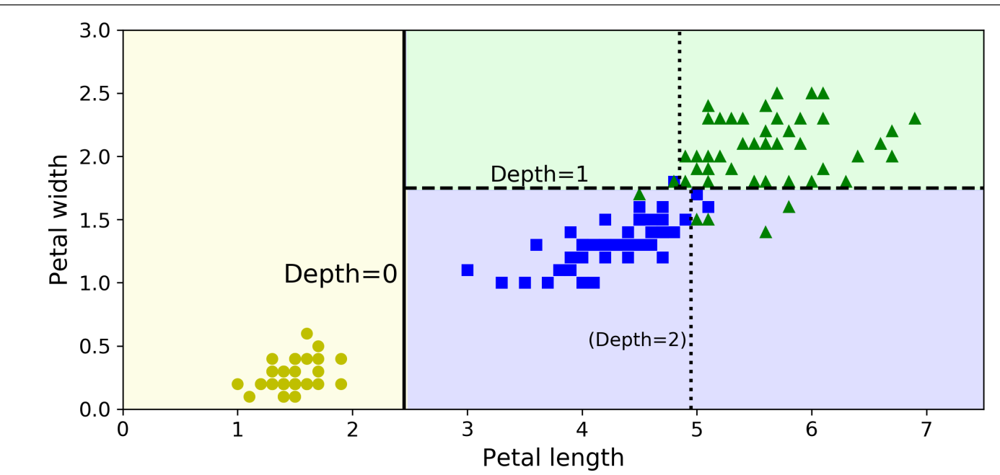 3.0
2.5
2.0
1.5
1.0
0.5
0.0
Petal width
Depth=1
Depth=0
(Depth=2)
0 1 2 3 4 5 6 7
Petal length